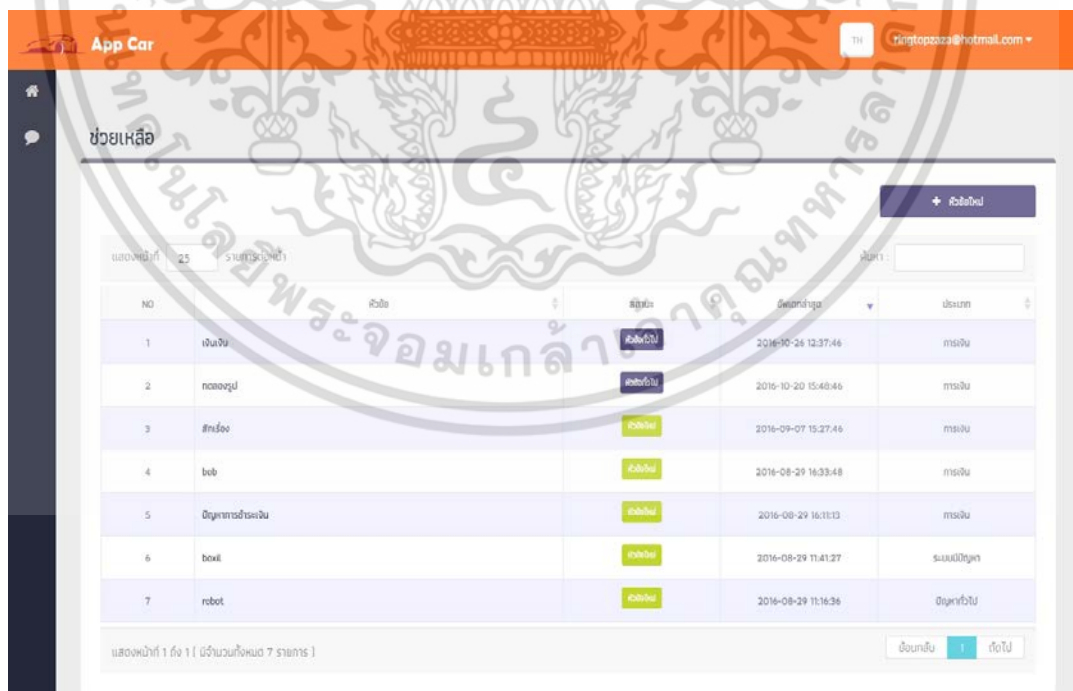 App Car
TH ringtopzaza@hotmail.com
ช่วยเหลือ
+ หัวข้อใหม่
แสดงหน้าที่ 25 รายการต่อหน้า ค้นหา :
NO หัวข้อ สถานะ อัพเดทล่าสุด ประเภท
1 เงินเงิน หัวข้อทั่วไป 2016-10-26 12:37:46 การเงิน
2 ทดลองรูป หัวข้อทั่วไป 2016-10-20 15:48:46 การเงิน
3 สักเรื่อง หัวข้อใหม่ 2016-09-07 15:27:46 การเงิน
4 bob หัวข้อใหม่ 2016-08-29 16:33:48 การเงิน
5 ปัญหาการชำระเงิน หัวข้อใหม่ 2016-08-29 16:11:13 การเงิน
6 boxil หัวข้อใหม่ 2016-08-29 11:41:27 ระบบมีปัญหา
7 robot หัวข้อใหม่ 2016-08-29 11:16:36 ปัญหาทั่วไป
แสดงหน้าที่ 1 ถึง 1 [ มีจำนวนทั้งหมด 7 รายการ ] ย้อนกลับ 1 ถัดไป